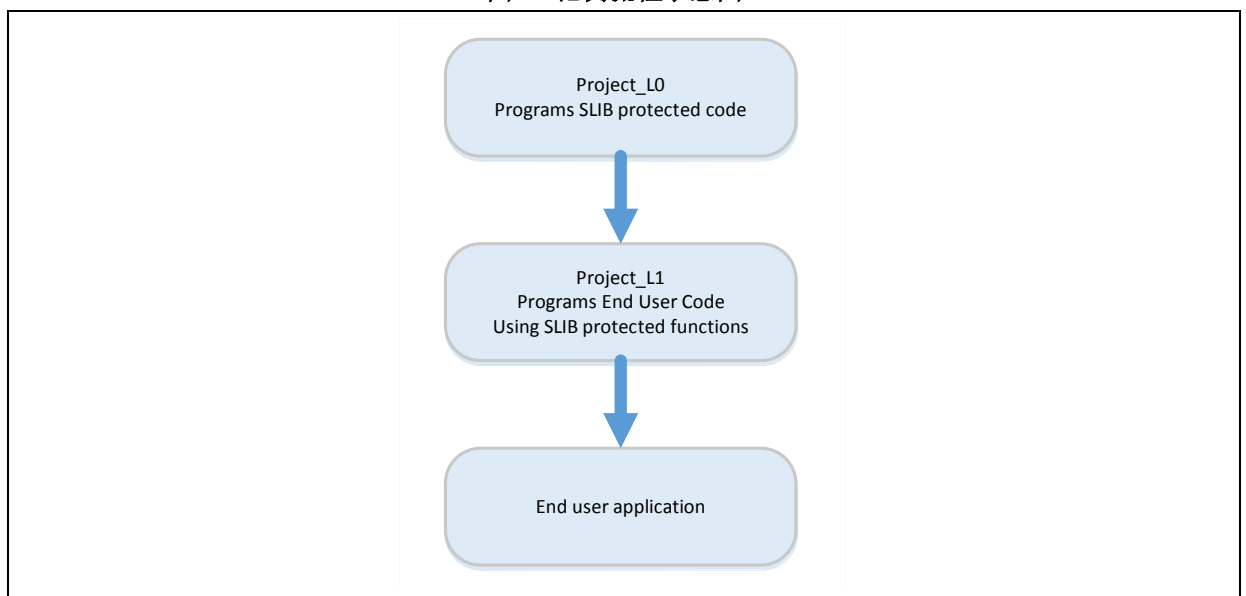 Project_L0
Programs SLIB protected code
Project_L1
Programs End User Code
Using SLIB protected functions
End user application